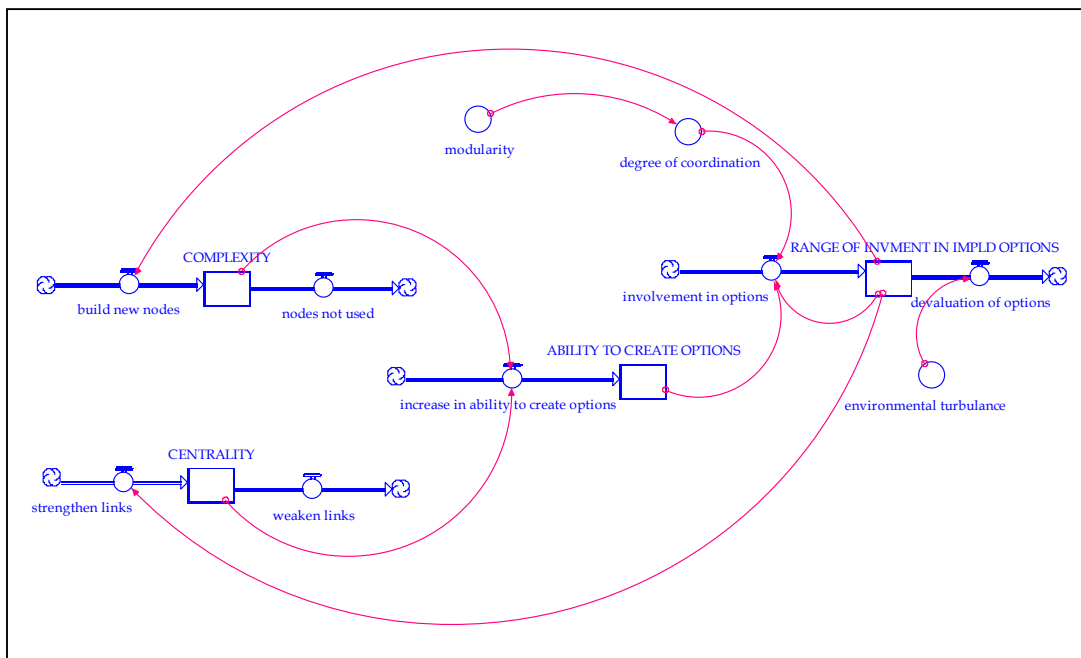 modularity
degree of coordination
COMPLEXITY
RANGE OF INVMENT IN IMPLD OPTIONS
build new nodes
nodes not used
involvement in options
devaluation of options
ABILITY TO CREATE OPTIONS
increase in ability to create options
environmental turbulance
CENTRALITY
strengthen links
weaken links